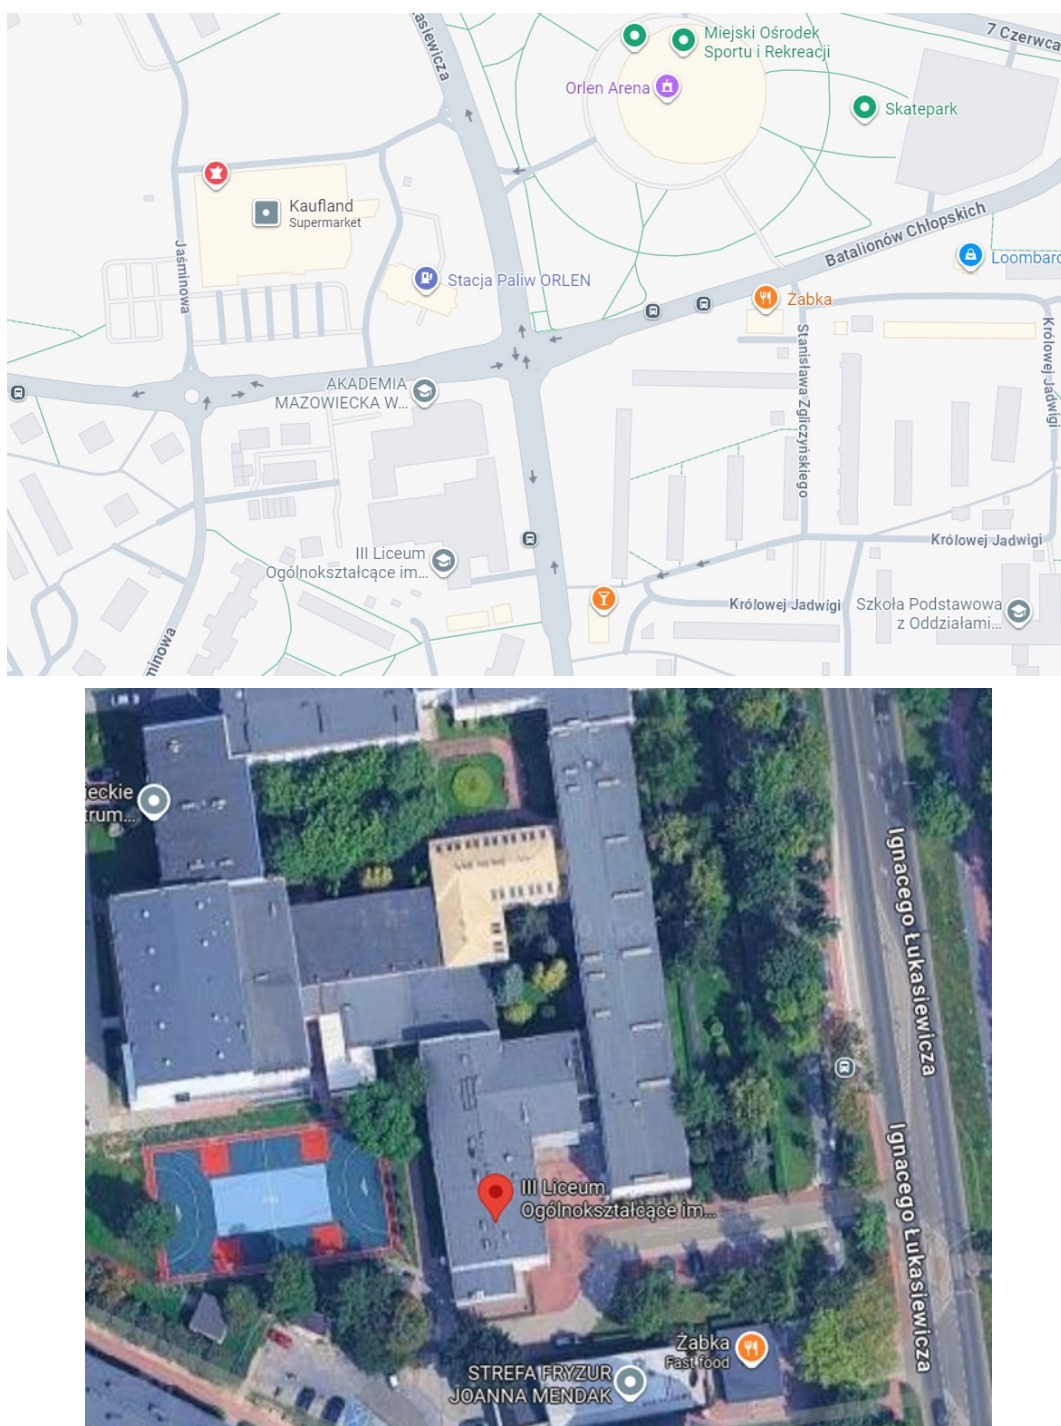 kasiewicza
Miejski Ośrodek
Sportu i Rekreacji
7 Czerwca
Orlen Arena
Skatepark
Kaufland
Supermarket
Jaśminowa
Stacja Paliw ORLEN
Batalionów Chłopskich
Loombard
Żabka
Stanisława Zgliczyńskiego
Królowej Jadwigi
AKADEMIA
MAZOWIECKA W...
III Liceum
Ogólnokształcące im...
Królowej Jadwigi
Królowej Jadwigi
Szkoła Podstawowa
z Oddziałami...
minowa
ieckie
trum...
Ignacego Łukasiewicza
III Liceum
Ogólnokształcące im...
Ignacego Łukasiewicza
Żabka
Fast food
STREFA FRYZUR
JOANNA MENDAK